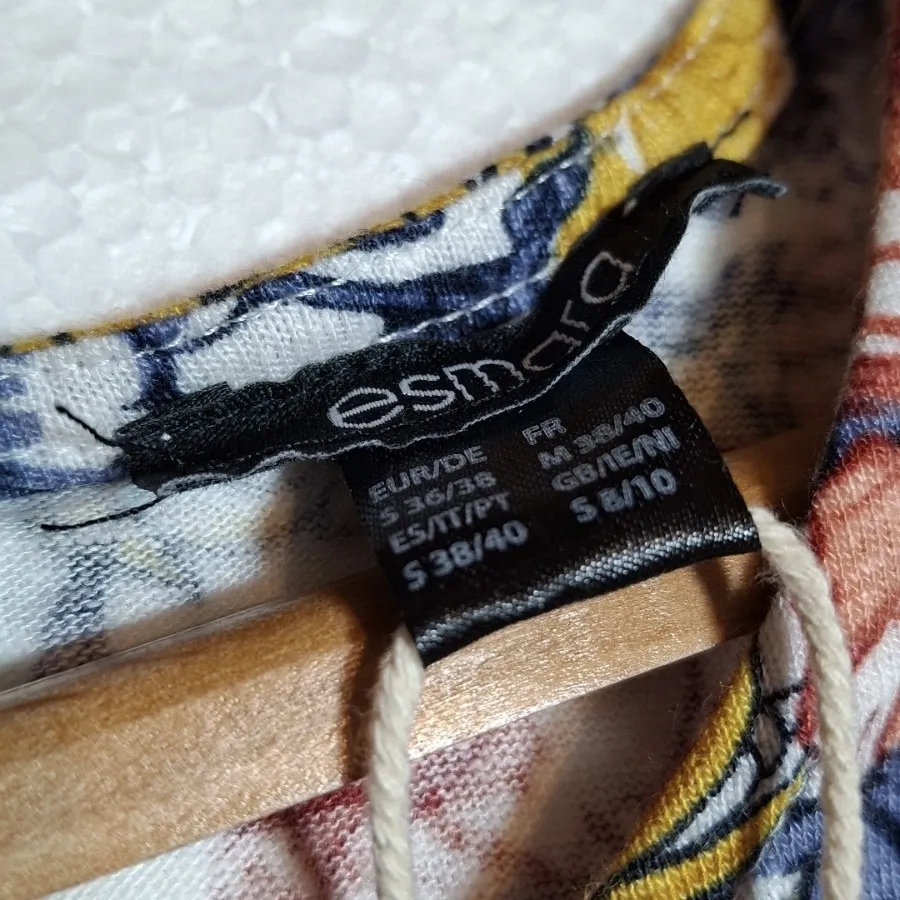 esmara
EUR/DE
S 36/38
ES/IT/PT
S 38/40
FR
M 38/40
GB/IE/NI
S 8/10